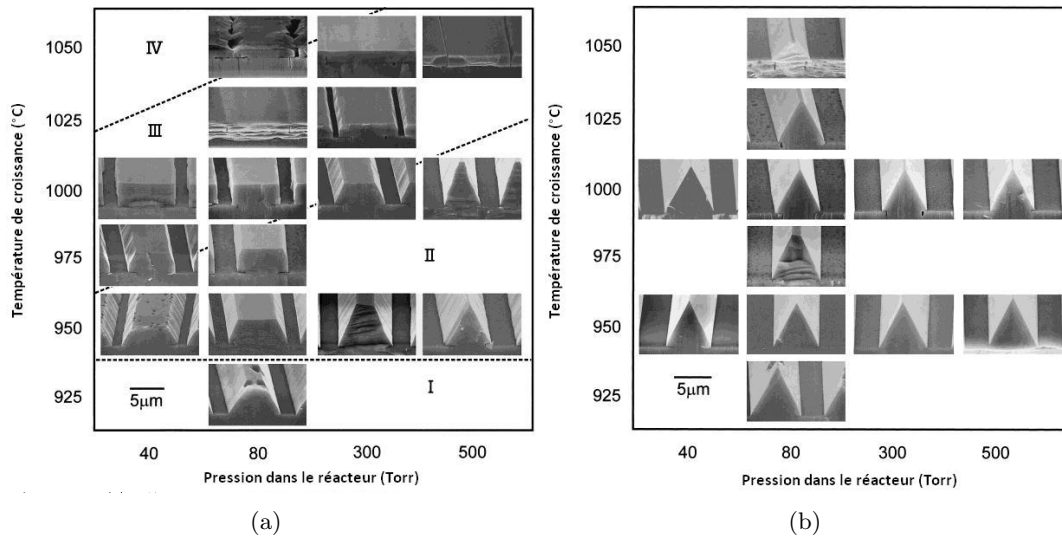 1050
1025
1000
975
950
925
Température de croissance (°C)
IV
III
II
I
5μm
40
80
300
500
Pression dans le réacteur (Torr)
(a)
1050
1025
1000
975
950
925
Température de croissance (°C)
5μm
40
80
300
500
Pression dans le réacteur (Torr)
(b)